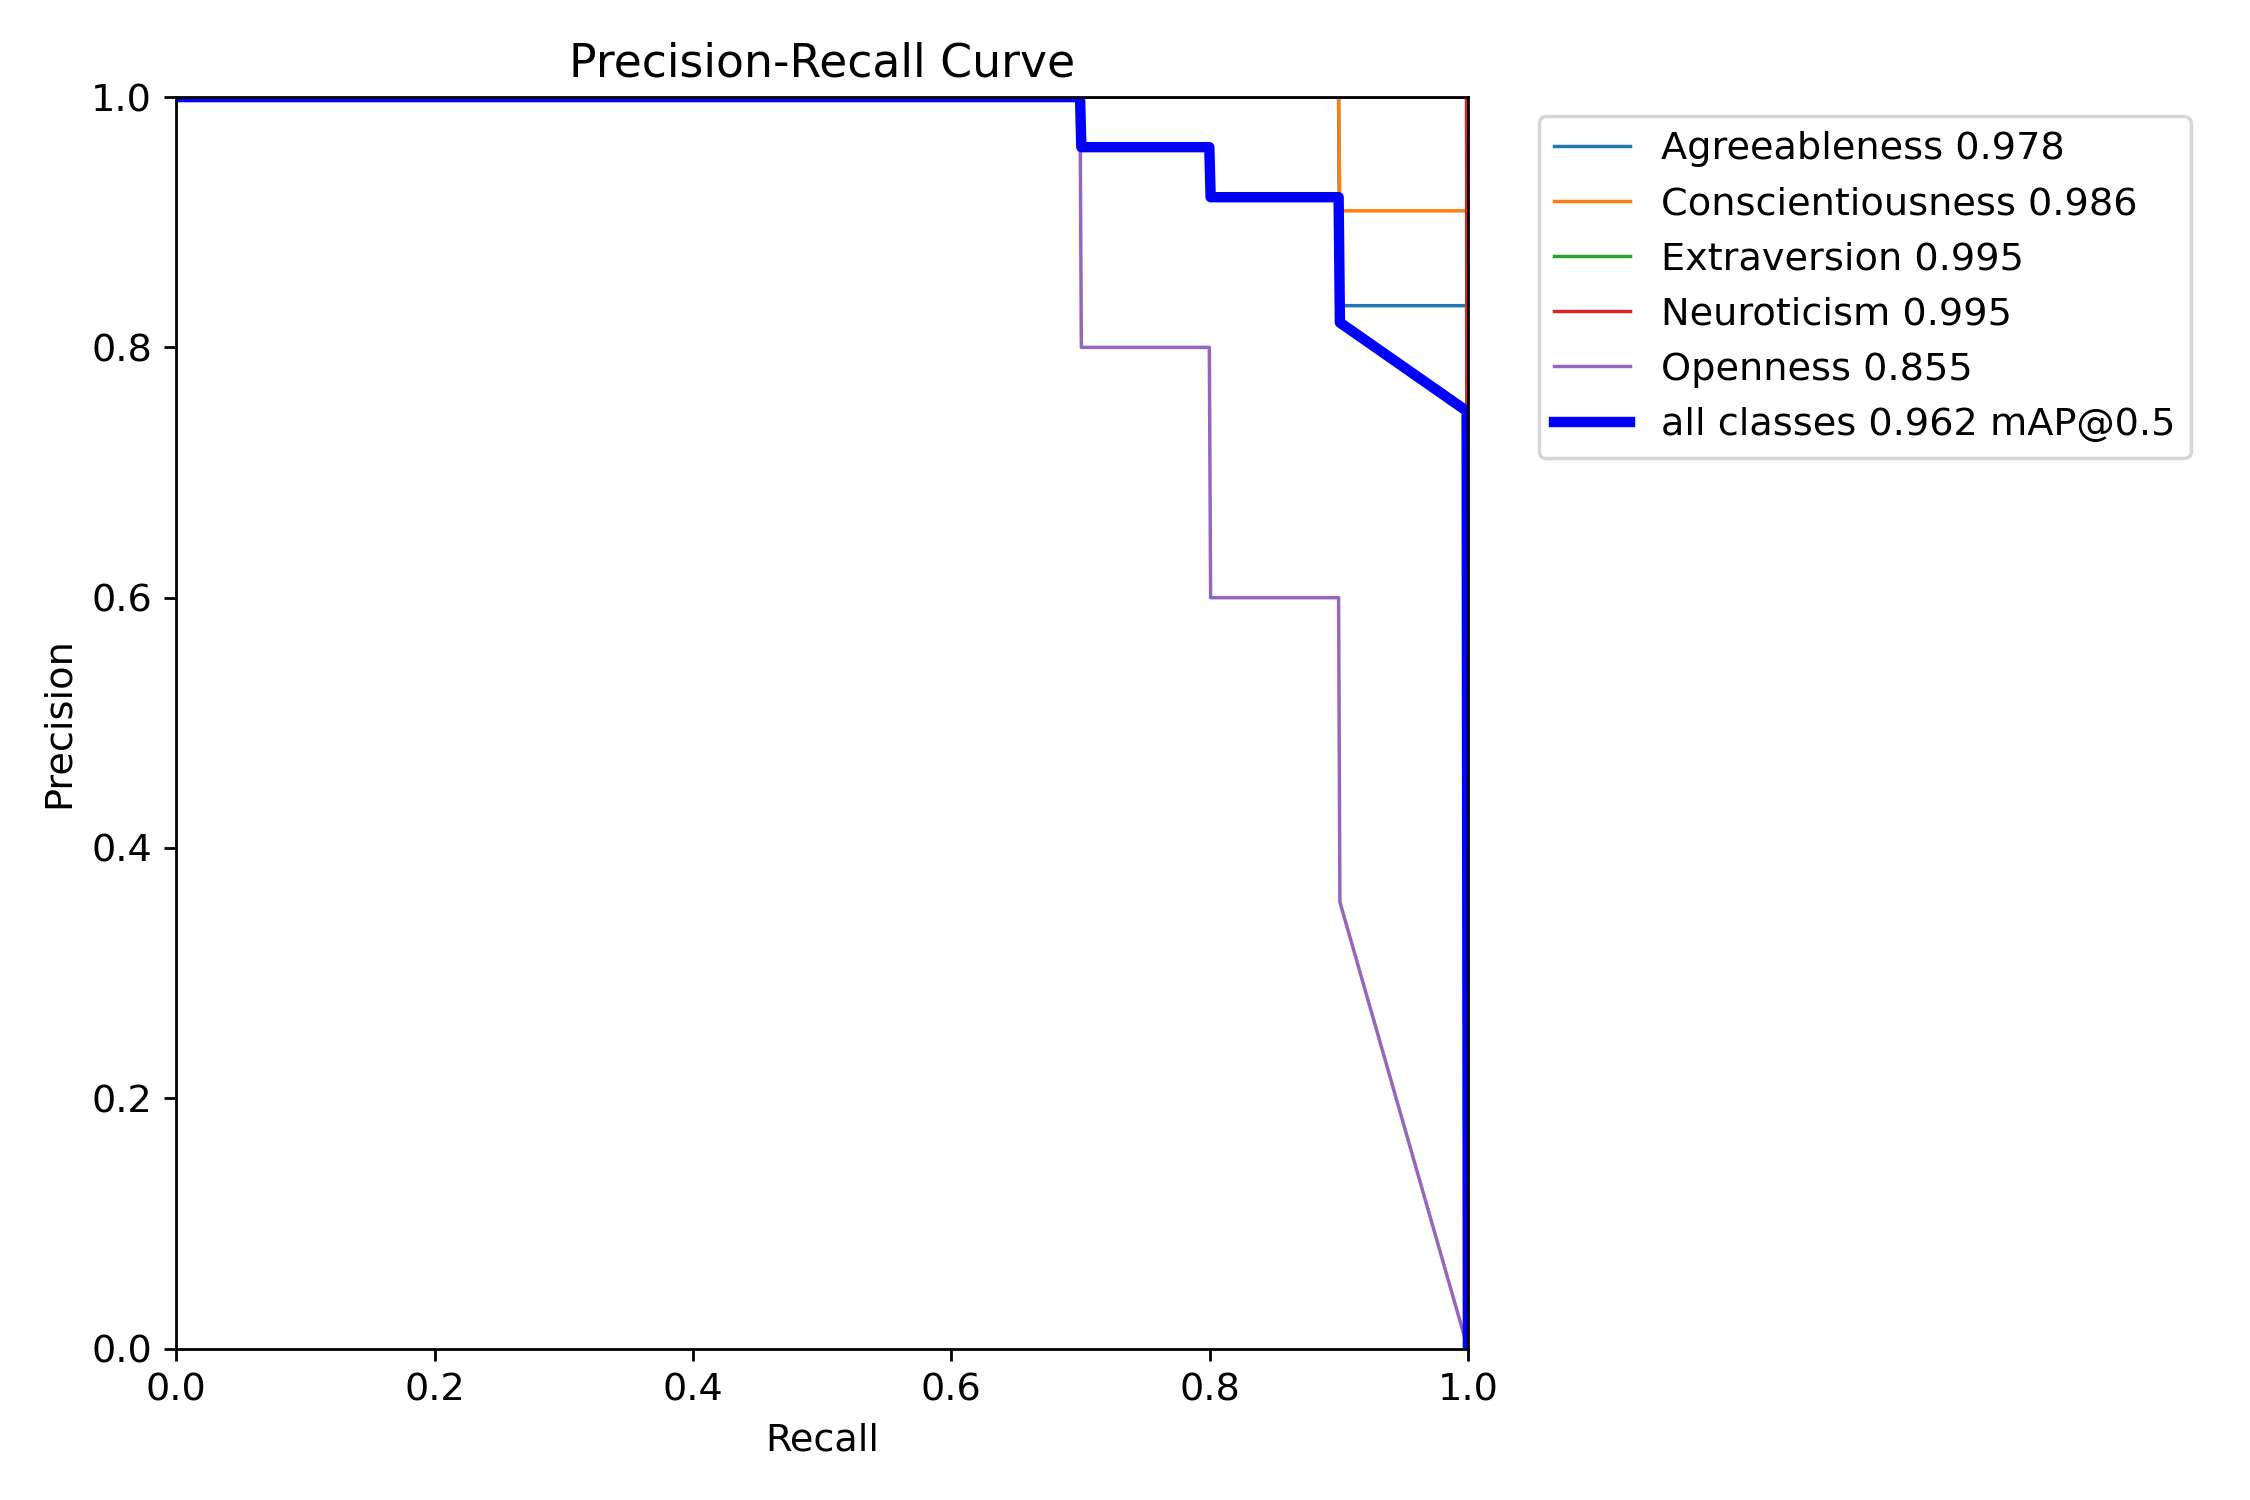 Precision-Recall Curve
1.0
0.8
0.6
0.4
0.2
0.0
Precision
0.0 0.2 0.4 0.6 0.8 1.0
Recall
Agreeableness 0.978
Conscientiousness 0.986
Extraversion 0.995
Neuroticism 0.995
Openness 0.855
all classes 0.962 mAP@0.5